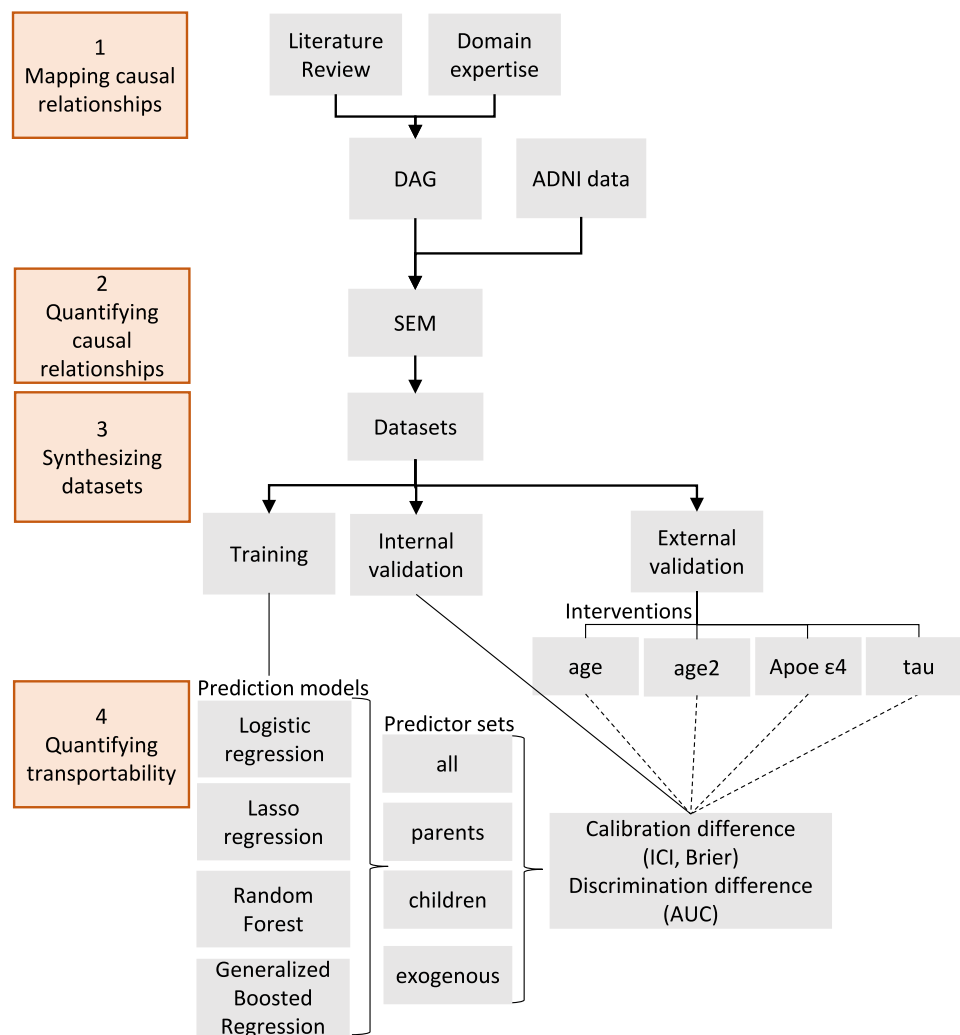 1
Mapping causal
relationships
Literature
Review
Domain
expertise
DAG
ADNI data
2
Quantifying
causal
relationships
SEM
3
Synthesizing
datasets
Datasets
Training
Internal
validation
External
validation
Interventions
age
age2
Apoe ε4
tau
4
Quantifying
transportability
Prediction models
Logistic
regression
Lasso
regression
Random
Forest
Generalized
Boosted
Regression
Predictor sets
all
parents
children
exogenous
Calibration difference
(ICI, Brier)
Discrimination difference
(AUC)